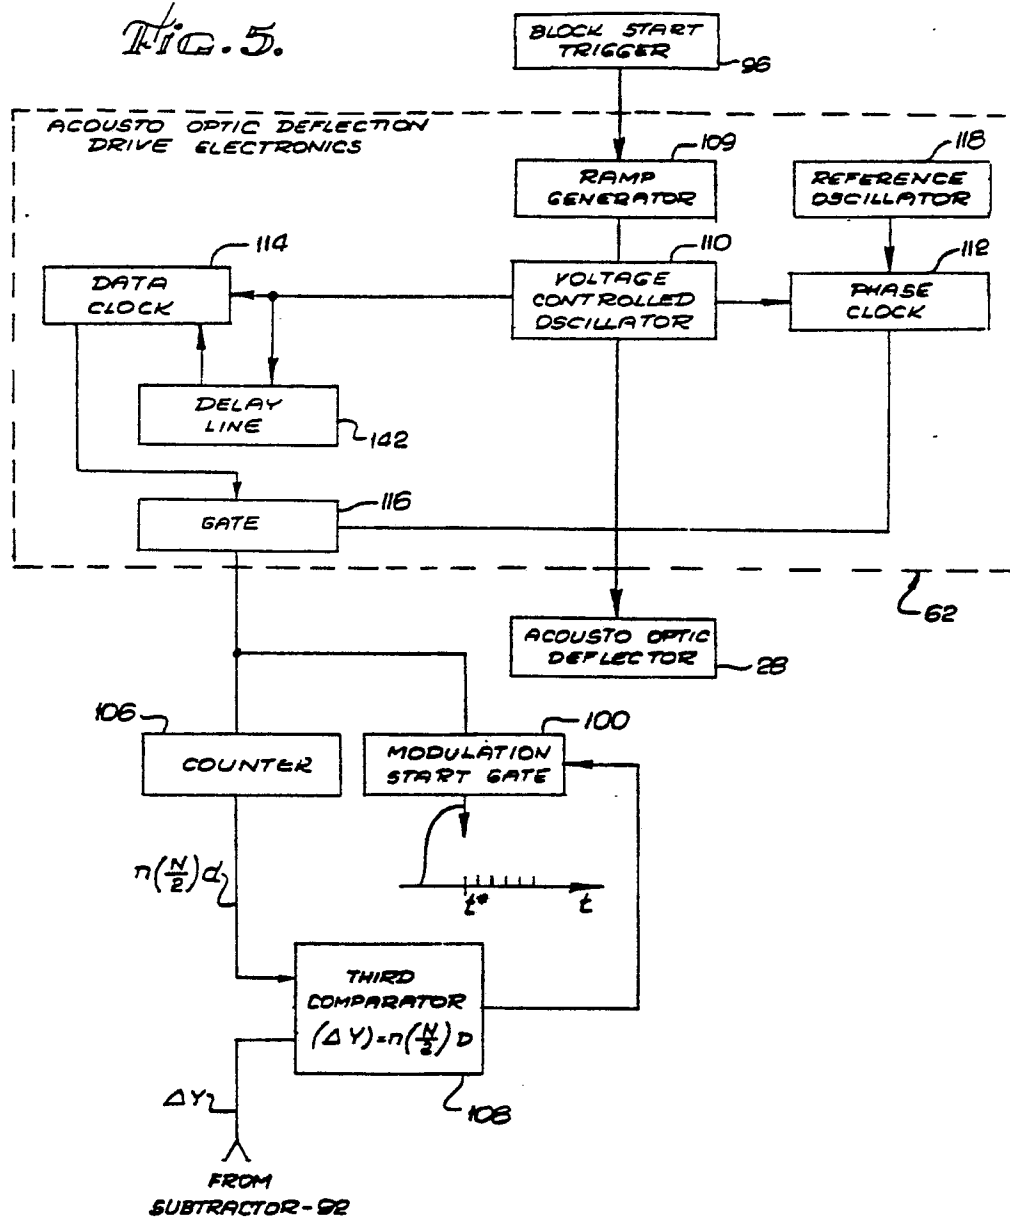 Fig. 5.
BLOCK START
TRIGGER
96
ACOUSTO OPTIC DEFLECTION
DRIVE ELECTRONICS
109
RAMP
GENERATOR
118
REFERENCE
OSCILLATOR
114
DATA
CLOCK
110
VOLTAGE
CONTROLLED
OSCILLATOR
112
PHASE
CLOCK
DELAY
LINE
142
116
GATE
62
ACOUSTO OPTIC
DEFLECTOR
28
106
COUNTER
100
MODULATION
START GATE
n(N/2)d
t*
t
THIRD
COMPARATOR
(ΔY)=n(N/2)D
ΔY
108
FROM
SUBTRACTOR-92